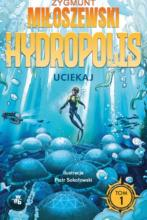 ZYGMUNT
MIŁOSZEWSKI
HYDROPOLIS
UCIEKAJ
Ilustracje
Piotr Sokołowski
TOM
1